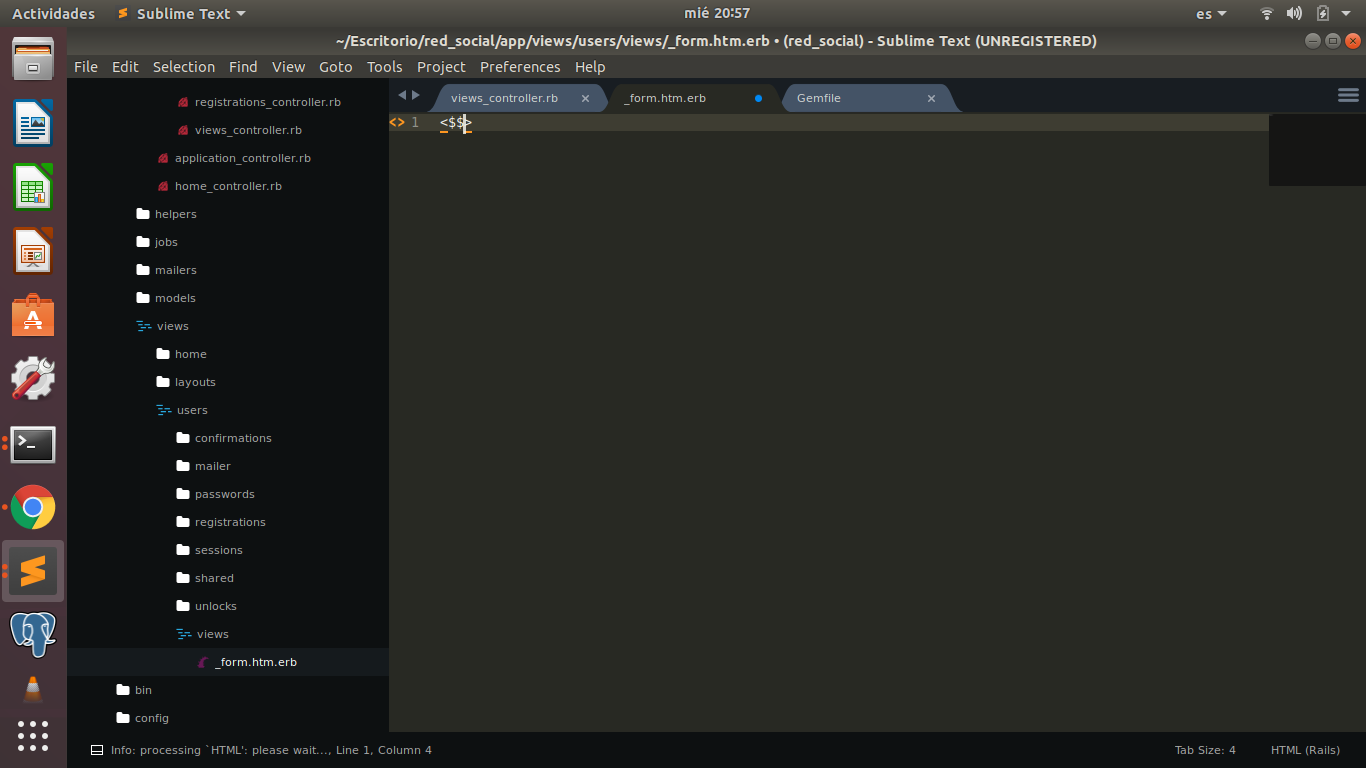 Actividades Sublime Text mié 20:57 es
~/Escritorio/red_social/app/views/users/views/_form.htm.erb • (red_social) - Sublime Text (UNREGISTERED)
File Edit Selection Find View Goto Tools Project Preferences Help
registrations_controller.rb
views_controller.rb
application_controller.rb
home_controller.rb
helpers
jobs
mailers
models
views
home
layouts
users
confirmations
mailer
passwords
registrations
sessions
shared
unlocks
views
_form.htm.erb
bin
config
views_controller.rb × _form.htm.erb Gemfile ×
<> 1 <$$>
Info: processing `HTML': please wait..., Line 1, Column 4 Tab Size: 4 HTML (Rails)